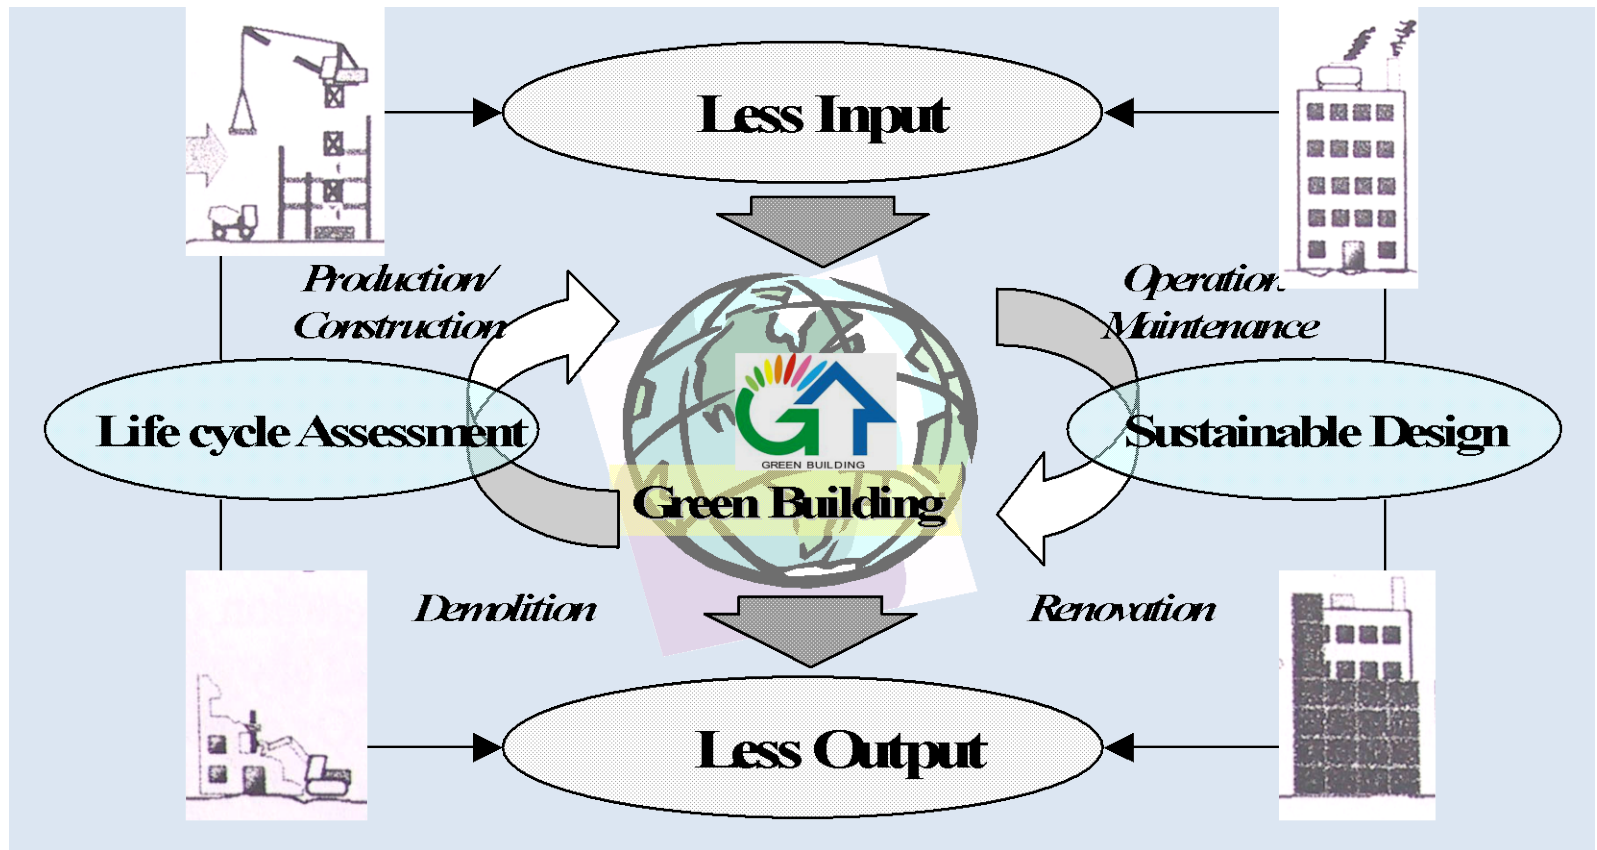 Less Input
Production/
Construction
Operation
Maintenance
Life cycle Assessment
Sustainable Design
GREEN BUILDING
Green Building
Demolition
Renovation
Less Output